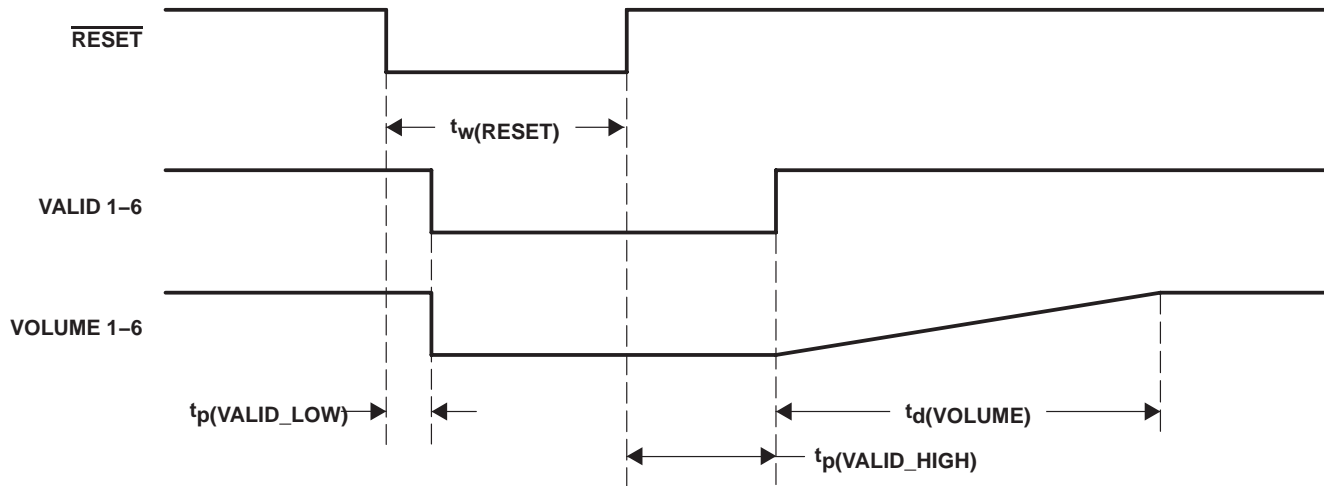 RESET
tw(RESET)
VALID 1–6
VOLUME 1–6
tp(VALID_LOW)
td(VOLUME)
tp(VALID_HIGH)